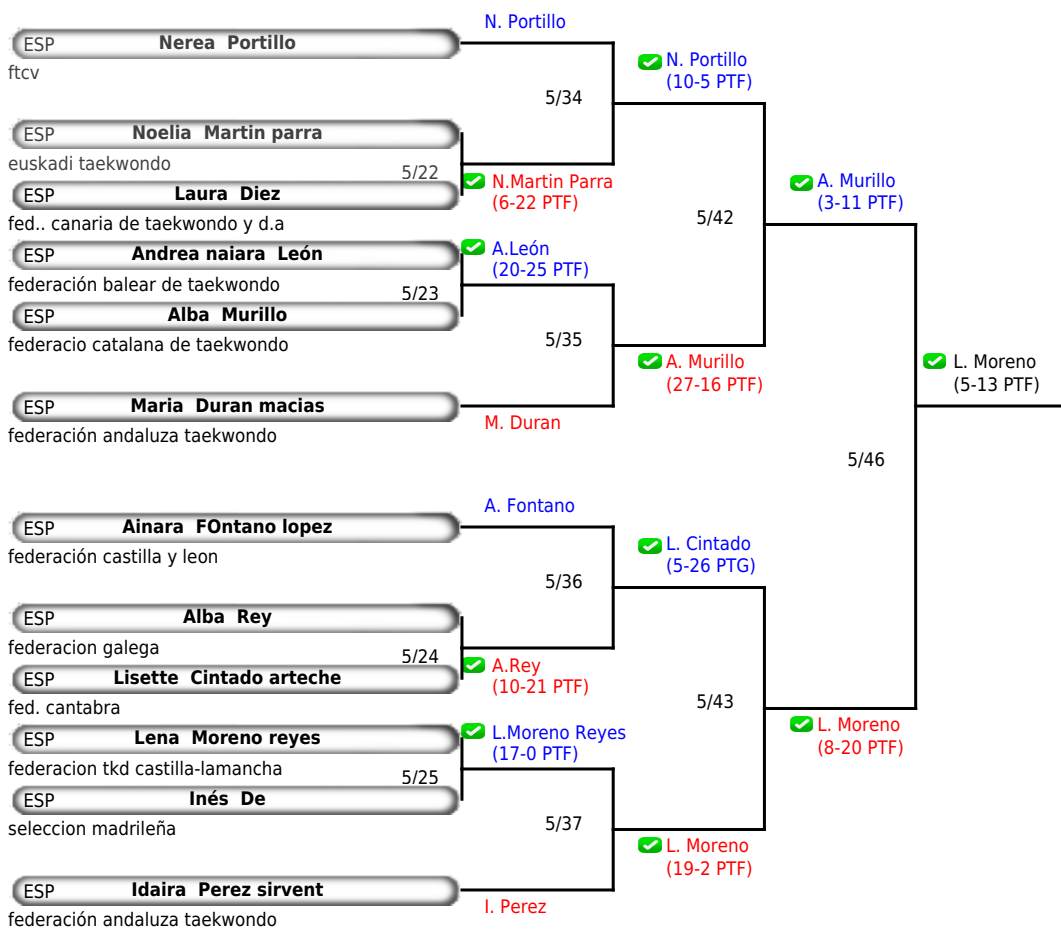 N. Portillo
ESP Nerea Portillo
ftcv
N. Portillo
(10-5 PTF)
5/34
ESP Noelia Martin parra
euskadi taekwondo
5/22
N.Martin Parra
(6-22 PTF)
ESP Laura Diez
fed.. canaria de taekwondo y d.a
A. Murillo
(3-11 PTF)
5/42
ESP Andrea naiara León
federación balear de taekwondo
A.León
(20-25 PTF)
5/23
ESP Alba Murillo
federacio catalana de taekwondo
5/35
A. Murillo
(27-16 PTF)
L. Moreno
(5-13 PTF)
ESP Maria Duran macias
federación andaluza taekwondo
M. Duran
5/46
A. Fontano
ESP Ainara FOntano lopez
federación castilla y leon
L. Cintado
(5-26 PTG)
5/36
ESP Alba Rey
federacion galega
5/24
A.Rey
(10-21 PTF)
ESP Lisette Cintado arteche
fed. cantabra
5/43
L. Moreno
(8-20 PTF)
ESP Lena Moreno reyes
federacion tkd castilla-lamancha
L.Moreno Reyes
(17-0 PTF)
5/25
ESP Inés De
seleccion madrileña
5/37
L. Moreno
(19-2 PTF)
ESP Idaira Perez sirvent
federación andaluza taekwondo
I. Perez